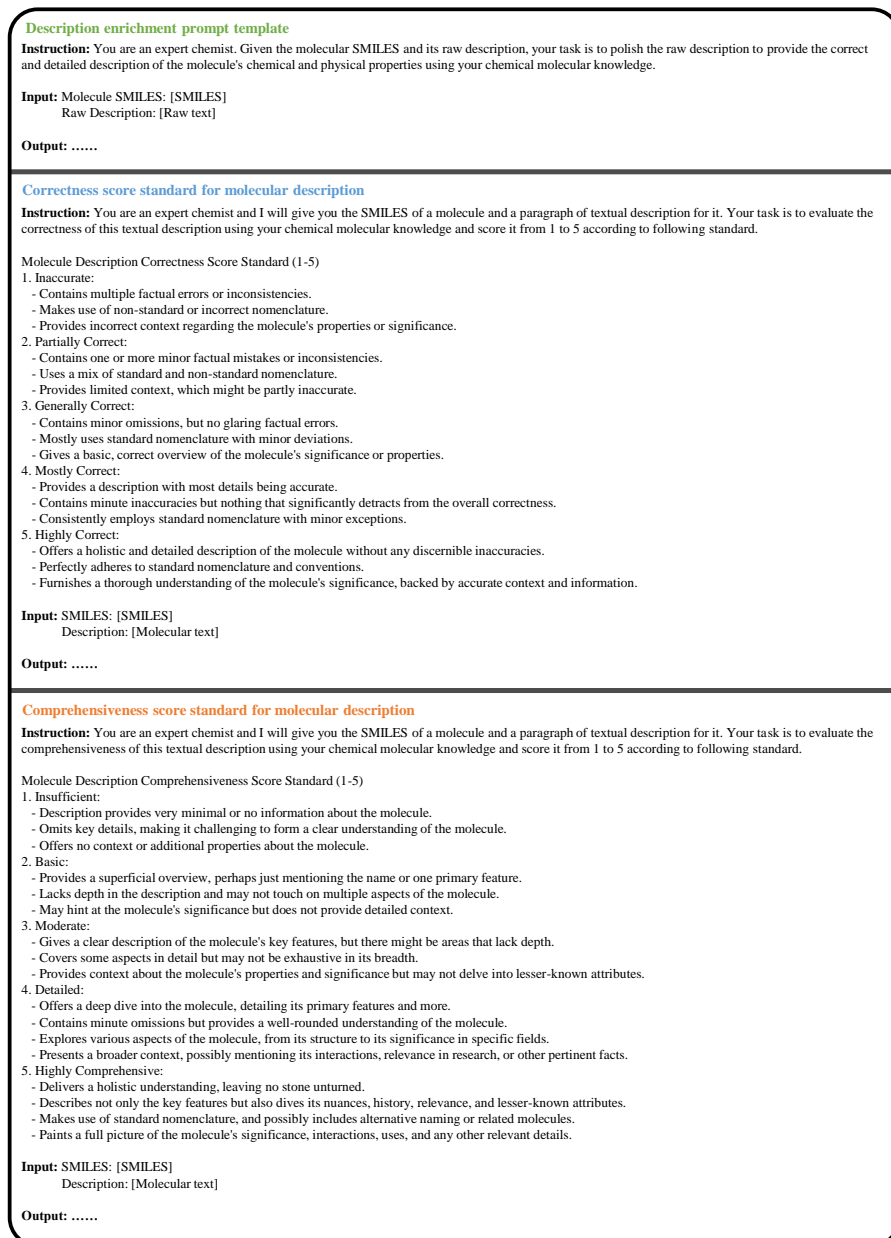 Description enrichment prompt template
Instruction: You are an expert chemist. Given the molecular SMILES and its raw description, your task is to polish the raw description to provide the correct
and detailed description of the molecule's chemical and physical properties using your chemical molecular knowledge.
Input: Molecule SMILES: [SMILES]
Raw Description: [Raw text]
Output: ......
Correctness score standard for molecular description
Instruction: You are an expert chemist and I will give you the SMILES of a molecule and a paragraph of textual description for it. Your task is to evaluate the
correctness of this textual description using your chemical molecular knowledge and score it from 1 to 5 according to following standard.
Molecule Description Correctness Score Standard (1-5)
1. Inaccurate:
- Contains multiple factual errors or inconsistencies.
- Makes use of non-standard or incorrect nomenclature.
- Provides incorrect context regarding the molecule's properties or significance.
2. Partially Correct:
- Contains one or more minor factual mistakes or inconsistencies.
- Uses a mix of standard and non-standard nomenclature.
- Provides limited context, which might be partly inaccurate.
3. Generally Correct:
- Contains minor omissions, but no glaring factual errors.
- Mostly uses standard nomenclature with minor deviations.
- Gives a basic, correct overview of the molecule's significance or properties.
4. Mostly Correct:
- Provides a description with most details being accurate.
- Contains minute inaccuracies but nothing that significantly detracts from the overall correctness.
- Consistently employs standard nomenclature with minor exceptions.
5. Highly Correct:
- Offers a holistic and detailed description of the molecule without any discernible inaccuracies.
- Perfectly adheres to standard nomenclature and conventions.
- Furnishes a thorough understanding of the molecule's significance, backed by accurate context and information.
Input: SMILES: [SMILES]
Description: [Molecular text]
Output: ......
Comprehensiveness score standard for molecular description
Instruction: You are an expert chemist and I will give you the SMILES of a molecule and a paragraph of textual description for it. Your task is to evaluate the
comprehensiveness of this textual description using your chemical molecular knowledge and score it from 1 to 5 according to following standard.
Molecule Description Comprehensiveness Score Standard (1-5)
1. Insufficient:
- Description provides very minimal or no information about the molecule.
- Omits key details, making it challenging to form a clear understanding of the molecule.
- Offers no context or additional properties about the molecule.
2. Basic:
- Provides a superficial overview, perhaps just mentioning the name or one primary feature.
- Lacks depth in the description and may not touch on multiple aspects of the molecule.
- May hint at the molecule's significance but does not provide detailed context.
3. Moderate:
- Gives a clear description of the molecule's key features, but there might be areas that lack depth.
- Covers some aspects in detail but may not be exhaustive in its breadth.
- Provides context about the molecule's properties and significance but may not delve into lesser-known attributes.
4. Detailed:
- Offers a deep dive into the molecule, detailing its primary features and more.
- Contains minute omissions but provides a well-rounded understanding of the molecule.
- Explores various aspects of the molecule, from its structure to its significance in specific fields.
- Presents a broader context, possibly mentioning its interactions, relevance in research, or other pertinent facts.
5. Highly Comprehensive:
- Delivers a holistic understanding, leaving no stone unturned.
- Describes not only the key features but also dives its nuances, history, relevance, and lesser-known attributes.
- Makes use of standard nomenclature, and possibly includes alternative naming or related molecules.
- Paints a full picture of the molecule's significance, interactions, uses, and any other relevant details.
Input: SMILES: [SMILES]
Description: [Molecular text]
Output: ......